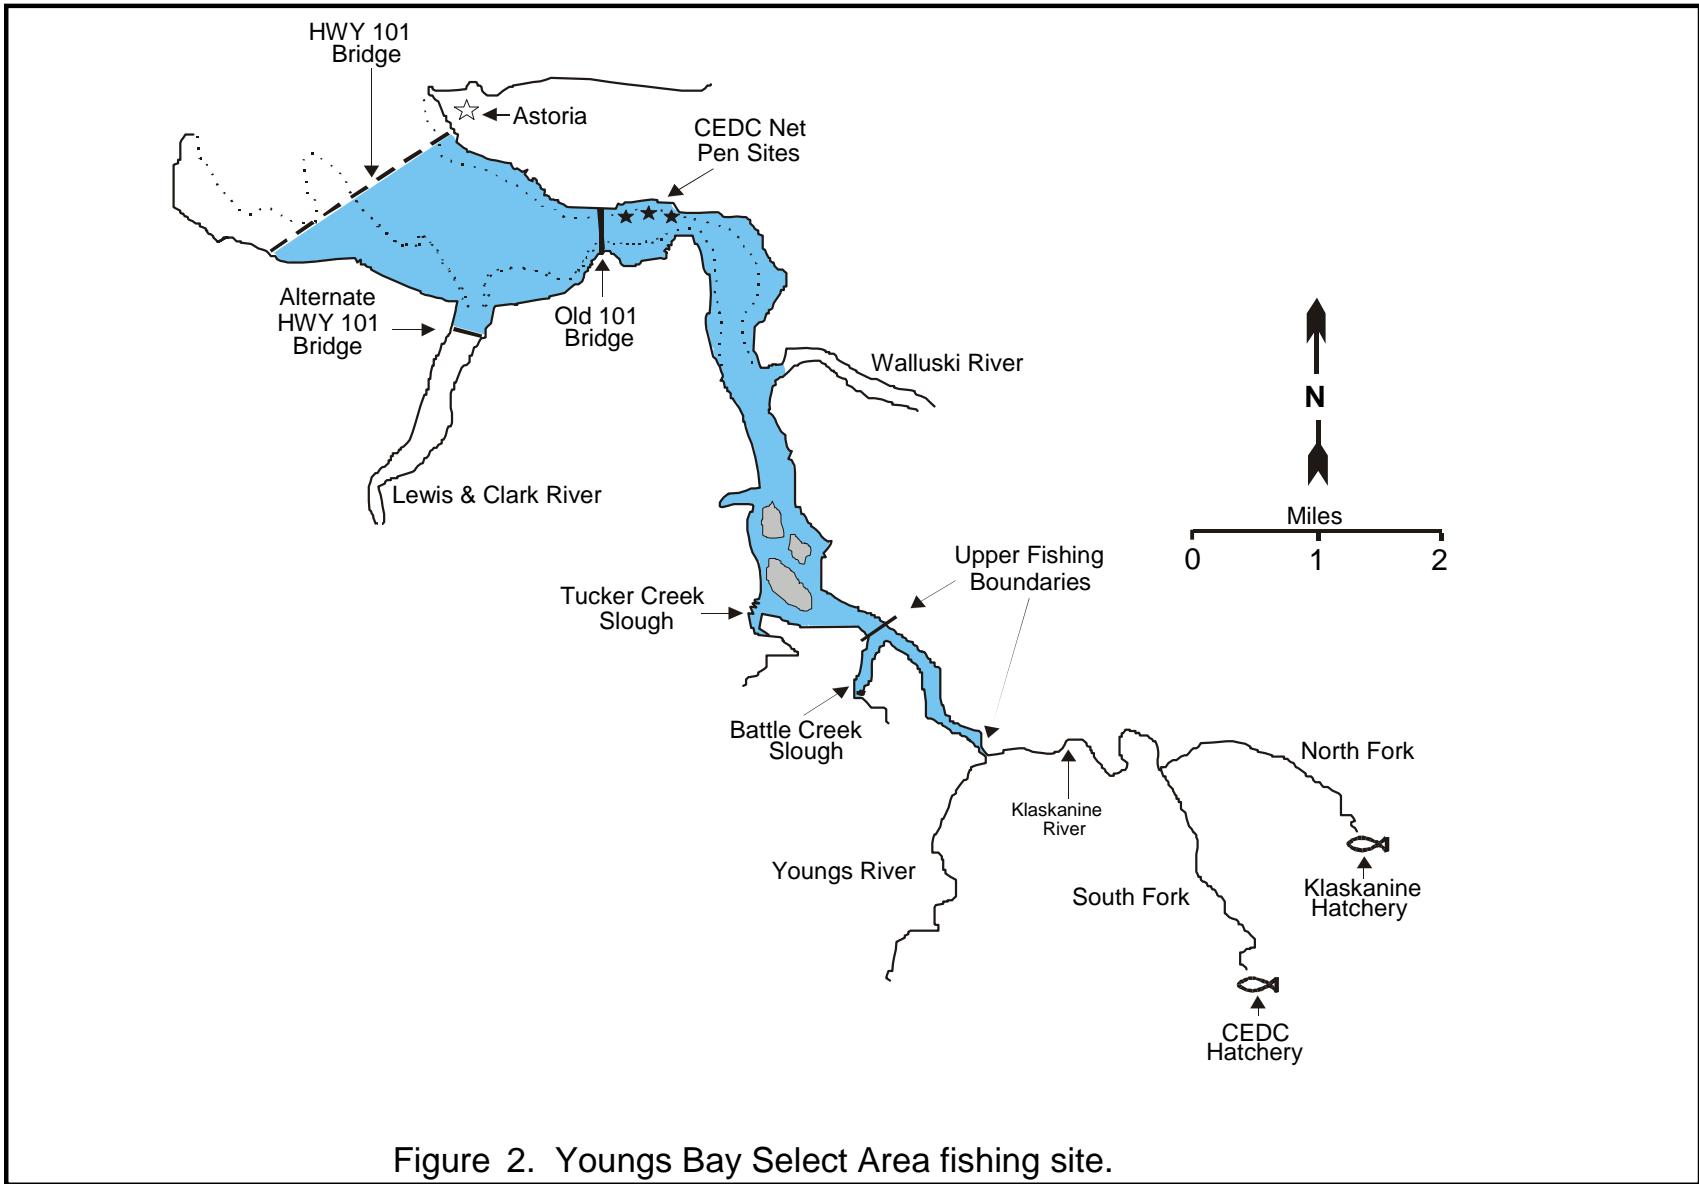 HWY 101
Bridge
Astoria
CEDC Net
Pen Sites
Alternate
HWY 101
Bridge
Old 101
Bridge
Walluski River
N
Lewis & Clark River
Miles
0 1 2
Upper Fishing
Boundaries
Tucker Creek
Slough
Battle Creek
Slough
North Fork
Klaskanine
River
Youngs River
South Fork
Klaskanine
Hatchery
CEDC
Hatchery
Figure 2. Youngs Bay Select Area fishing site.